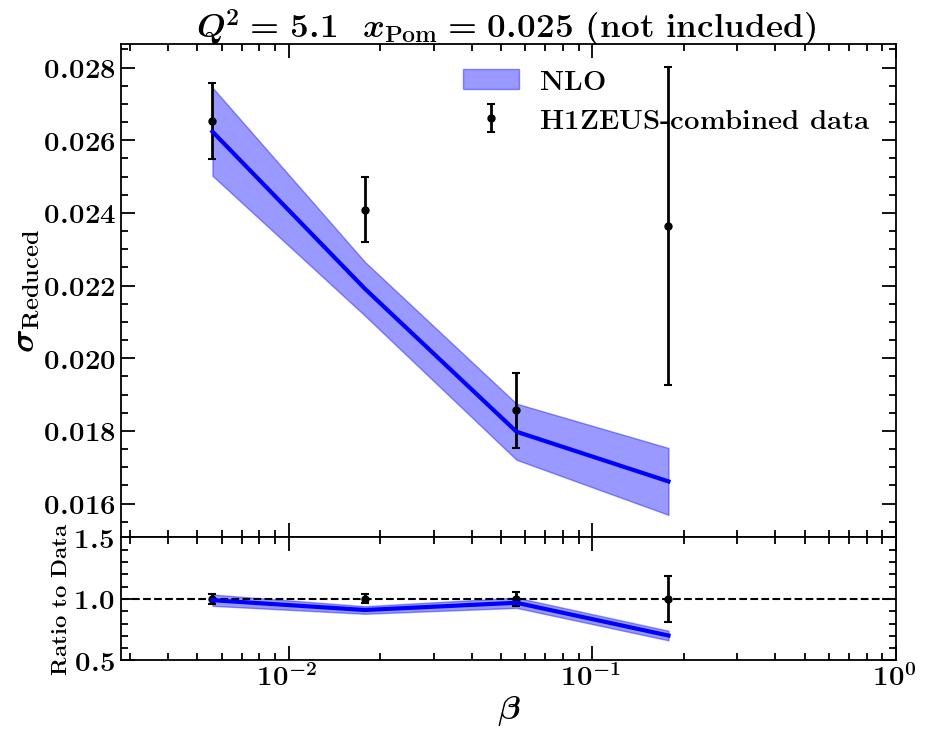 Q² = 5.1 x_Pom = 0.025 (not included)
NLO
H1ZEUS-combined data
σ_Reduced
0.028
0.026
0.024
0.022
0.020
0.018
0.016
Ratio to Data
1.5
1.0
0.5
10⁻² 10⁻¹ 10⁰
β